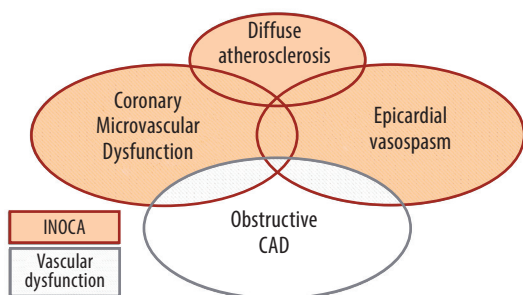 Diffuse
atherosclerosis
Coronary
Microvascular
Dysfunction
Epicardial
vasospasm
Obstructive
CAD
INOCA
Vascular
dysfunction